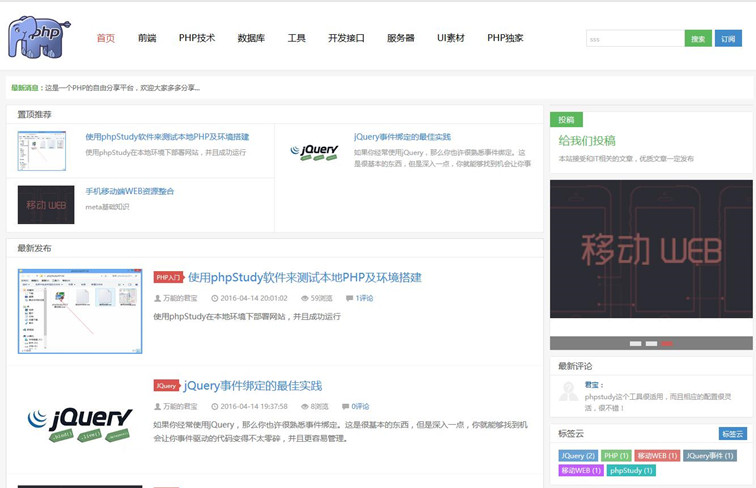 php
首页 前端 PHP技术 数据库 工具 开发接口 服务器 UI素材 PHP独家
sss 搜索 订阅
最新消息：这是一个PHP的自由分享平台，欢迎大家多多分享...
置顶推荐
使用phpStudy软件来测试本地PHP及环境搭建
使用phpStudy在本地环境下部署网站，并且成功运行
jQuery
jQuery事件绑定的最佳实践
如果你经常使用jQuery，那么你也许很熟悉事件绑定。这
是很基本的东西，但是深入一点，你就能够找到机会让你事
移动 WEB
手机移动端WEB资源整合
meta基础知识
最新发布
PHP入门 使用phpStudy软件来测试本地PHP及环境搭建
万能的君宝 2016-04-14 20:01:02 59浏览 1评论
使用phpStudy在本地环境下部署网站，并且成功运行
jQuery
JQuery jQuery事件绑定的最佳实践
万能的君宝 2016-04-14 19:37:58 8浏览 0评论
如果你经常使用jQuery，那么你也许很熟悉事件绑定。这是很基本的东西，但是深入一点，你就能够找到机
会让你事件驱动的代码变得不太零碎，并且更容易管理。
投稿
给我们投稿
本站接受和IT相关的文章，优质文章一定发布
移动 WEB
最新评论
君宝：
phpstudy这个工具很适用，而且相应的配置很灵
活，很不错！
标签云 标签云
JQuery (2) PHP (1) 移动WEB (1) JQuery事件 (1)
移动WEB (1) phpStudy (1)